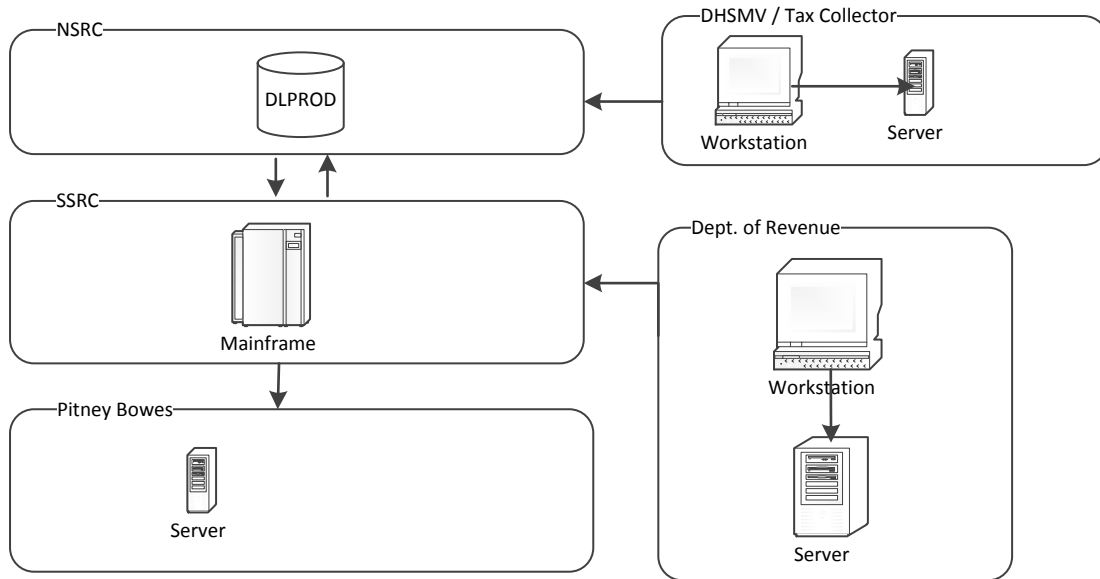 NSRC
DLPROD
DHSMV / Tax Collector
Workstation
Server
SSRC
Mainframe
Dept. of Revenue
Workstation
Server
Pitney Bowes
Server